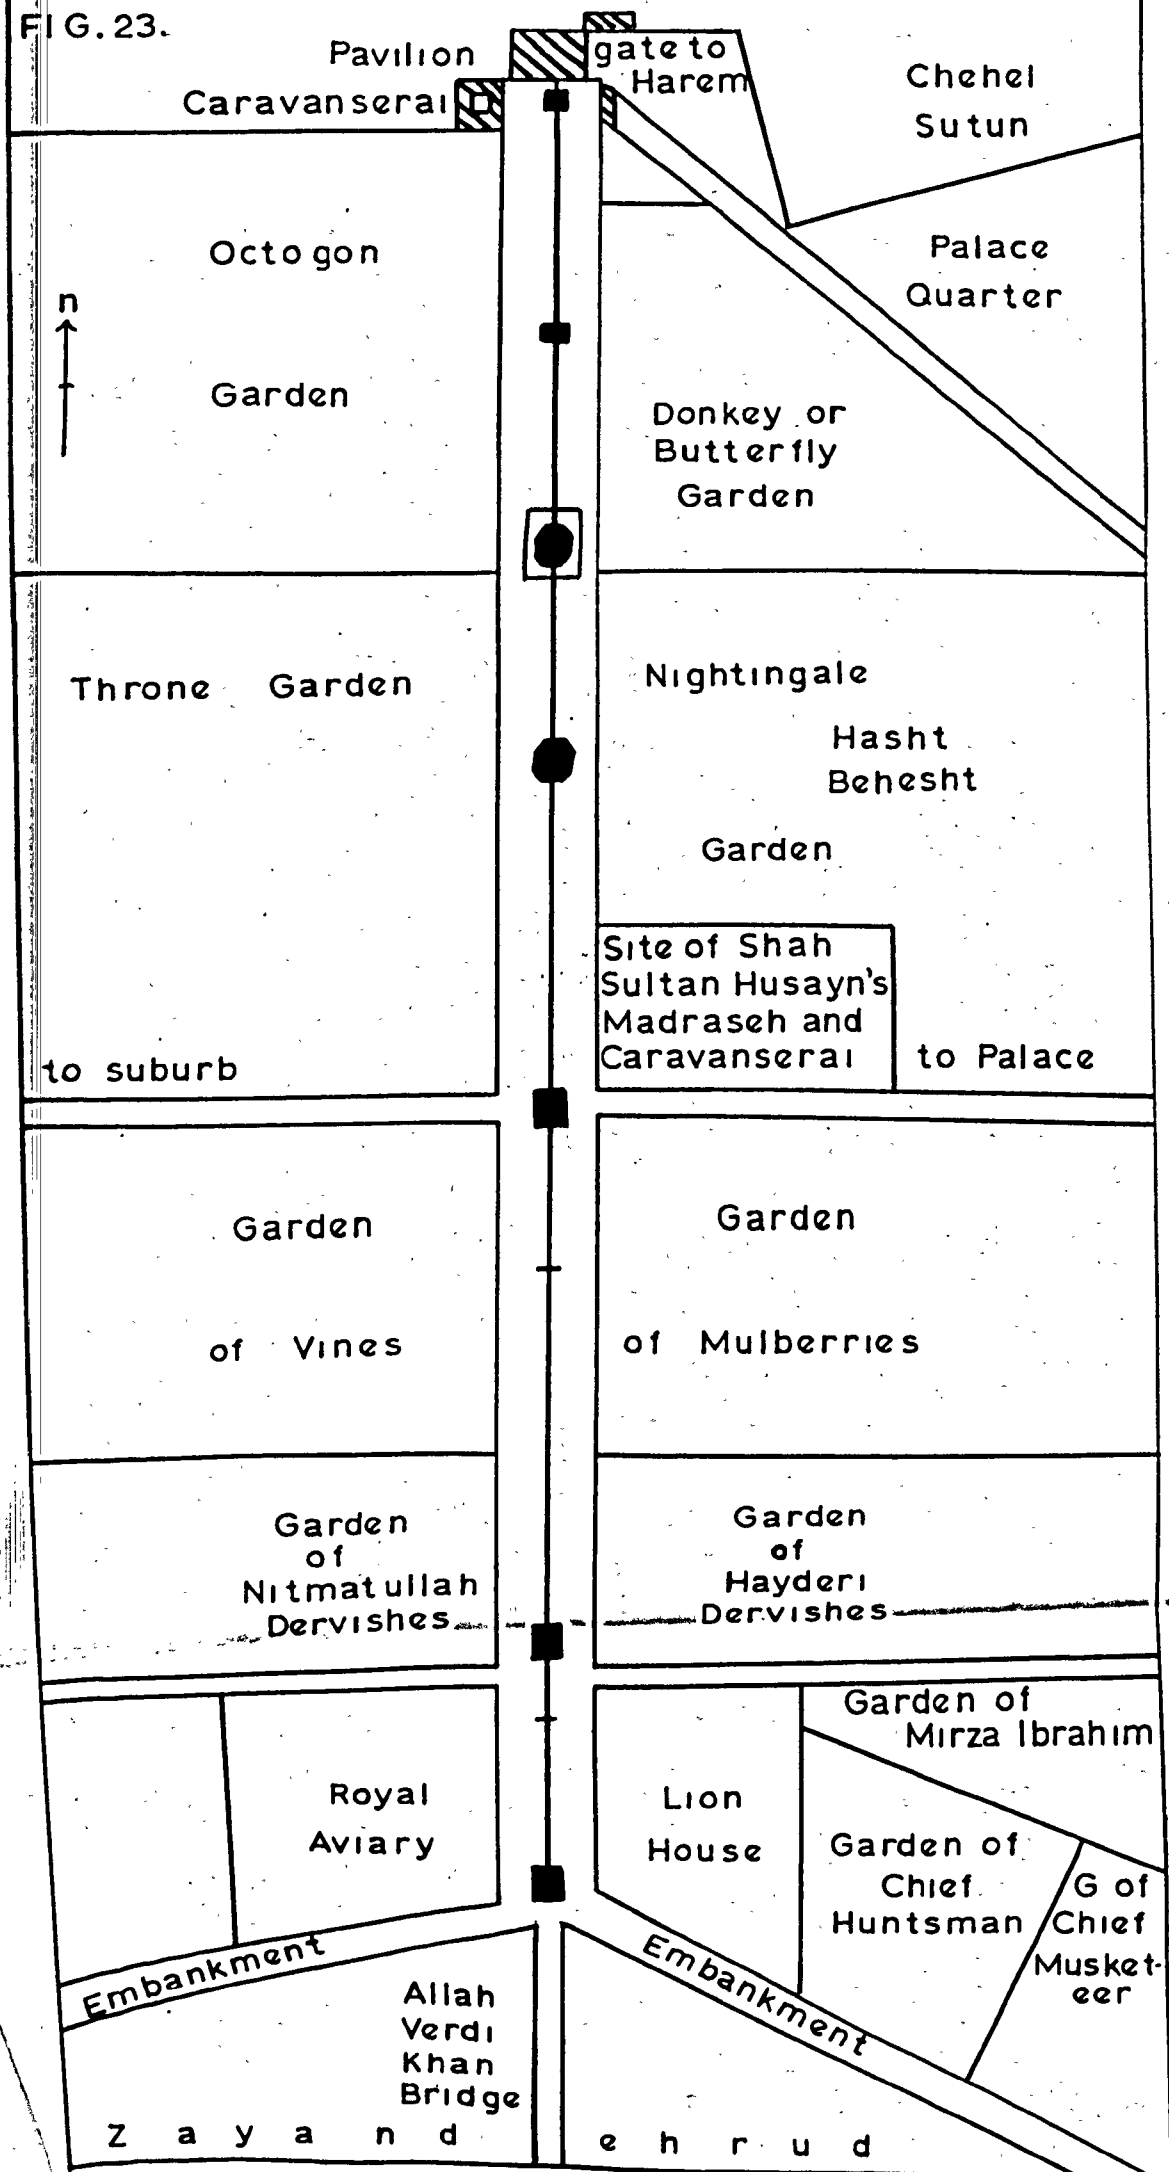 FIG.23.
Pavilion
gate to
Harem
Caravanserai
Chehel
Sutun
Octogon
Garden
n
Palace
Quarter
Donkey or
Butterfly
Garden
Throne Garden
Nightingale
Hasht
Behesht
Garden
Site of Shah
Sultan Husayn's
Madraseh and
Caravanserai
to suburb
to Palace
Garden
of Vines
Garden
of Mulberries
Garden
of
Nitmatullah
Dervishes
Garden
of
Hayderi
Dervishes
Garden of
Mirza Ibrahim
Royal
Aviary
Lion
House
Garden of
Chief
Huntsman
G of
Chief
Musket-
eer
Embankment
Embankment
Allah
Verdi
Khan
Bridge
Zayandehrud